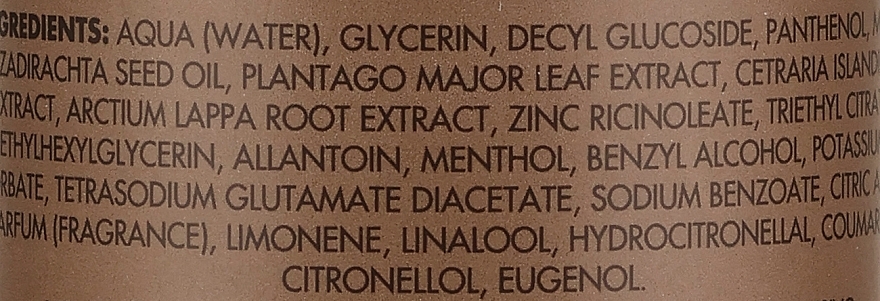 GREDIENTS: AQUA (WATER), GLYCERIN, DECYL GLUCOSIDE, PANTHENOL, M
ZADIRACHTA SEED OIL, PLANTAGO MAJOR LEAF EXTRACT, CETRARIA ISLAND
XTRACT, ARCTIUM LAPPA ROOT EXTRACT, ZINC RICINOLEATE, TRIETHYL CITRA
ETHYLHEXYLGLYCERIN, ALLANTOIN, MENTHOL, BENZYL ALCOHOL, POTASSIU
RBATE, TETRASODIUM GLUTAMATE DIACETATE, SODIUM BENZOATE, CITRIC A
ARFUM (FRAGRANCE), LIMONENE, LINALOOL, HYDROCITRONELLAL, COUMAR
CITRONELLOL, EUGENOL.